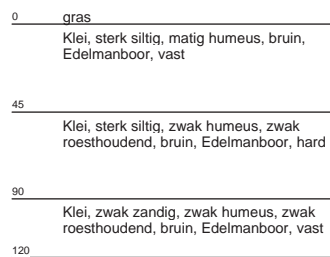 0 gras
Klei, sterk siltig, matig humeus, bruin,
Edelmanboor, vast
45
Klei, sterk siltig, zwak humeus, zwak
roesthoudend, bruin, Edelmanboor, hard
90
Klei, zwak zandig, zwak humeus, zwak
roesthoudend, bruin, Edelmanboor, vast
120